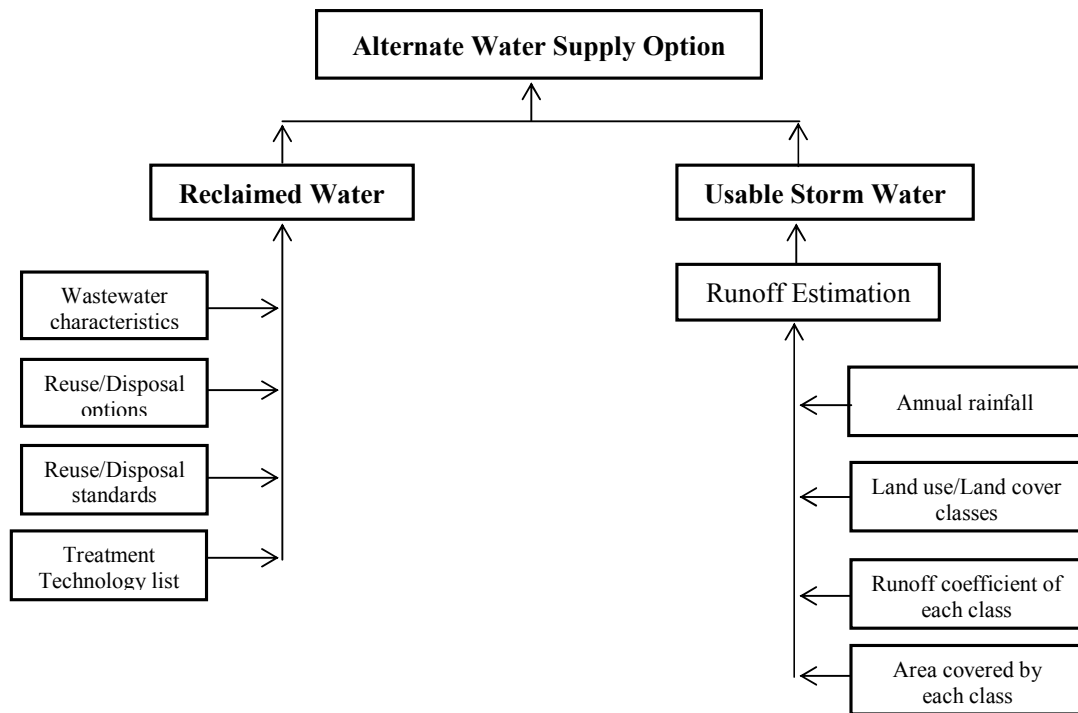 Alternate Water Supply Option
Reclaimed Water
Usable Storm Water
Wastewater
characteristics
Reuse/Disposal
options
Reuse/Disposal
standards
Treatment
Technology list
Runoff Estimation
Annual rainfall
Land use/Land cover
classes
Runoff coefficient of
each class
Area covered by
each class